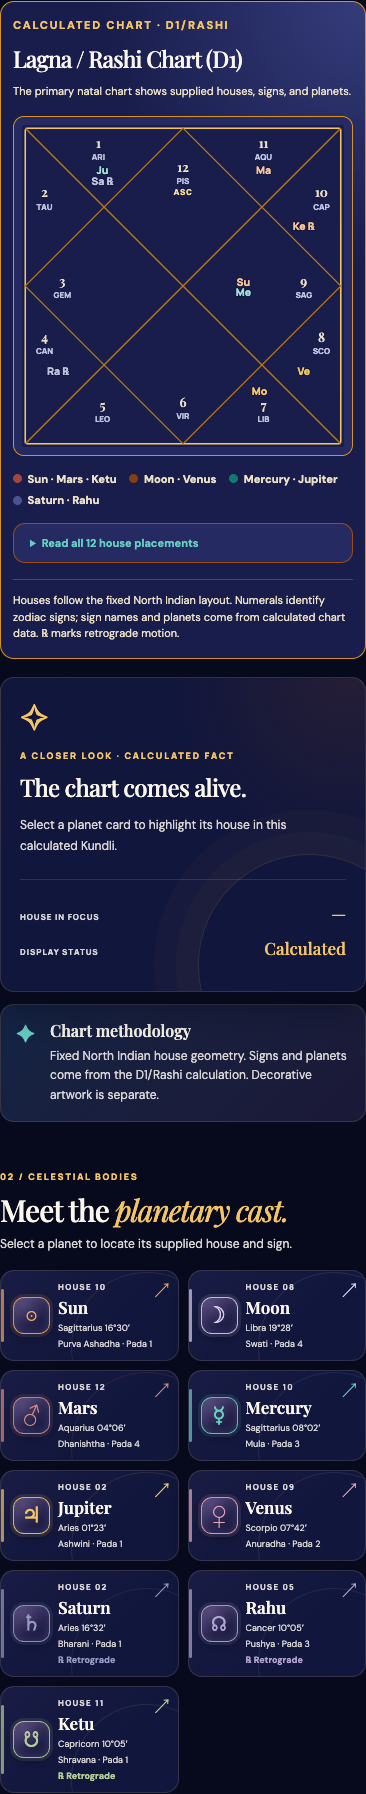 CALCULATED CHART · D1/RASHI
Lagna / Rashi Chart (D1)
The primary natal chart shows supplied houses, signs, and planets.
1
ARI
Ju
Sa ℞
12
PIS
ASC
11
AQU
Ma
2
TAU
10
CAP
Ke ℞
3
GEM
Su
Me
9
SAG
4
CAN
Ra ℞
8
SCO
Ve
5
LEO
6
VIR
Mo
7
LIB
Sun · Mars · Ketu
Moon · Venus
Mercury · Jupiter
Saturn · Rahu
▶ Read all 12 house placements
Houses follow the fixed North Indian layout. Numerals identify
zodiac signs; sign names and planets come from calculated chart
data. ℞ marks retrograde motion.
A CLOSER LOOK · CALCULATED FACT
The chart comes alive.
Select a planet card to highlight its house in this
calculated Kundli.
HOUSE IN FOCUS —
DISPLAY STATUS Calculated
Chart methodology
Fixed North Indian house geometry. Signs and planets
come from the D1/Rashi calculation. Decorative
artwork is separate.
02 / CELESTIAL BODIES
Meet the planetary cast.
Select a planet to locate its supplied house and sign.
HOUSE 10
Sun
Sagittarius 16°30′
Purva Ashadha · Pada 1
HOUSE 08
Moon
Libra 19°28′
Swati · Pada 4
HOUSE 12
Mars
Aquarius 04°06′
Dhanishtha · Pada 4
HOUSE 10
Mercury
Sagittarius 08°02′
Mula · Pada 3
HOUSE 02
Jupiter
Aries 01°23′
Ashwini · Pada 1
HOUSE 09
Venus
Scorpio 07°42′
Anuradha · Pada 2
HOUSE 02
Saturn
Aries 16°32′
Bharani · Pada 1
℞ Retrograde
HOUSE 05
Rahu
Cancer 10°05′
Pushya · Pada 3
℞ Retrograde
HOUSE 11
Ketu
Capricorn 10°05′
Shravana · Pada 1
℞ Retrograde